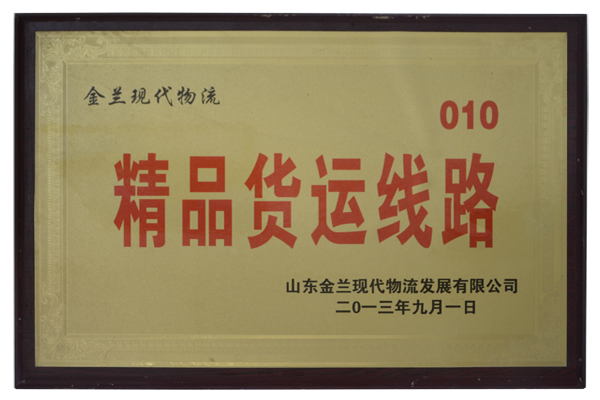 金兰现代物流
010
精品货运线路
山东金兰现代物流发展有限公司
二0一三年九月一日